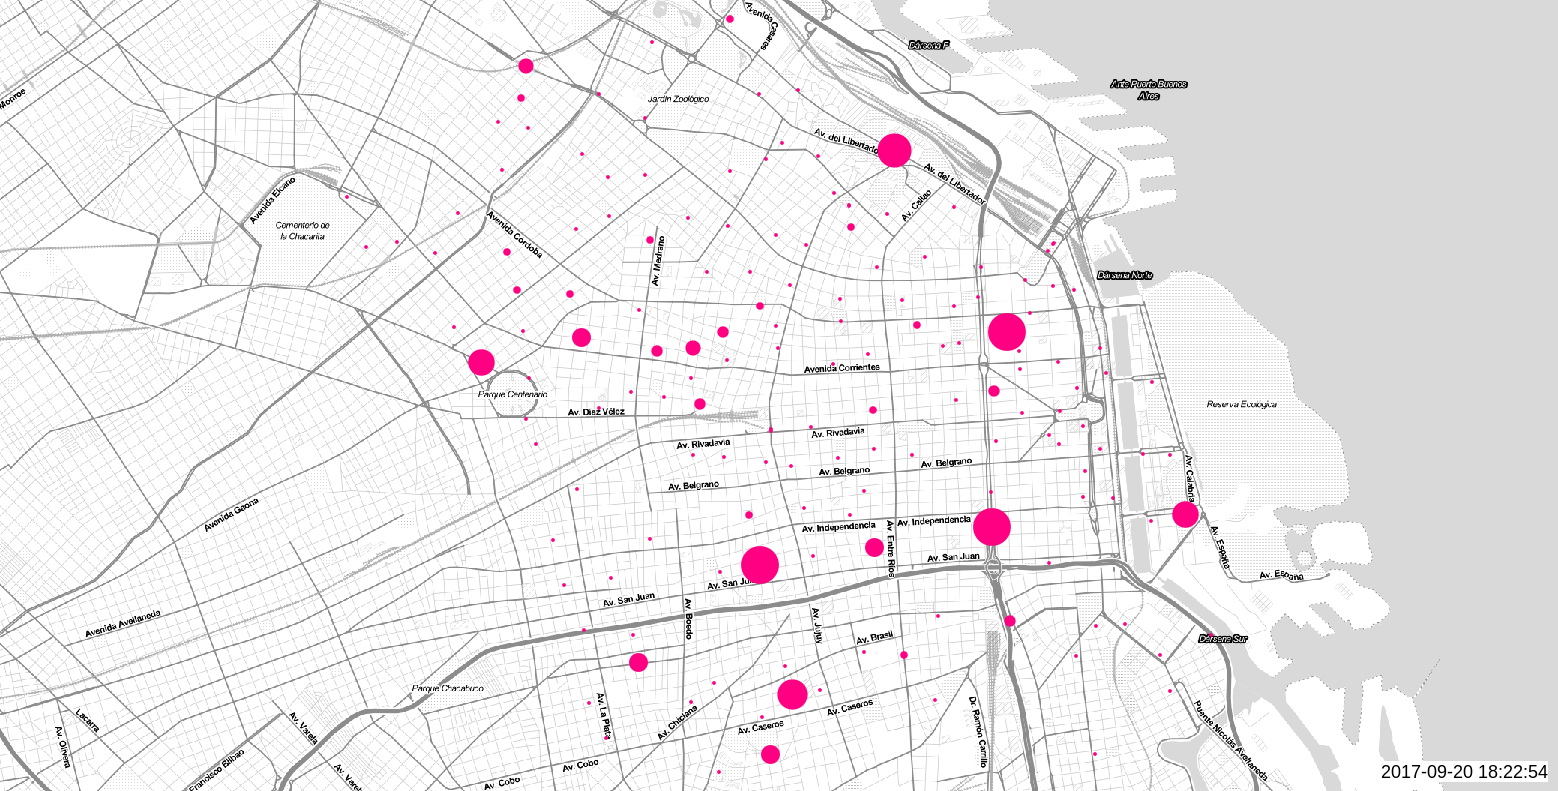 Avenida Casares
Dársena F
Ante Puerto Buenos
Aires
Monroe
Jardín Zoológico
Av. del Libertador
Av. del Libertador
Avenida Elcano
Av. Callao
Cementerio de
la Chacarita
Avenida Córdoba
Av. Medrano
Dársena Norte
Avenida Corrientes
Parque Centenario
Av. Díaz Vélez
Reserva Ecológica
Av. Rivadavia
Av. Rivadavia
Av. Belgrano
Av. Belgrano
Av. Belgrano
Av. Calabria
Avenida Gaona
Av. Independencia
Av. Independencia
Av. Entre Ríos
Av. España
Av. San Juan
Av. San Juan
Av. España
Av. San Juan
Avenida Avellaneda
Av. Boedo
Av. Jujuy
Av. Brasil
Dársena Sur
Parque Chacabuco
Av. La Plata
Av. Chiclana
Av. Caseros
Av. Caseros
Dr. Ramón Carrillo
Puente Nicolás Avellaneda
Lacarra
Av. Olivera
Av. Varela
Francisco Bilbao
Av. Cobo
Av. Cobo
2017-09-20 18:22:54